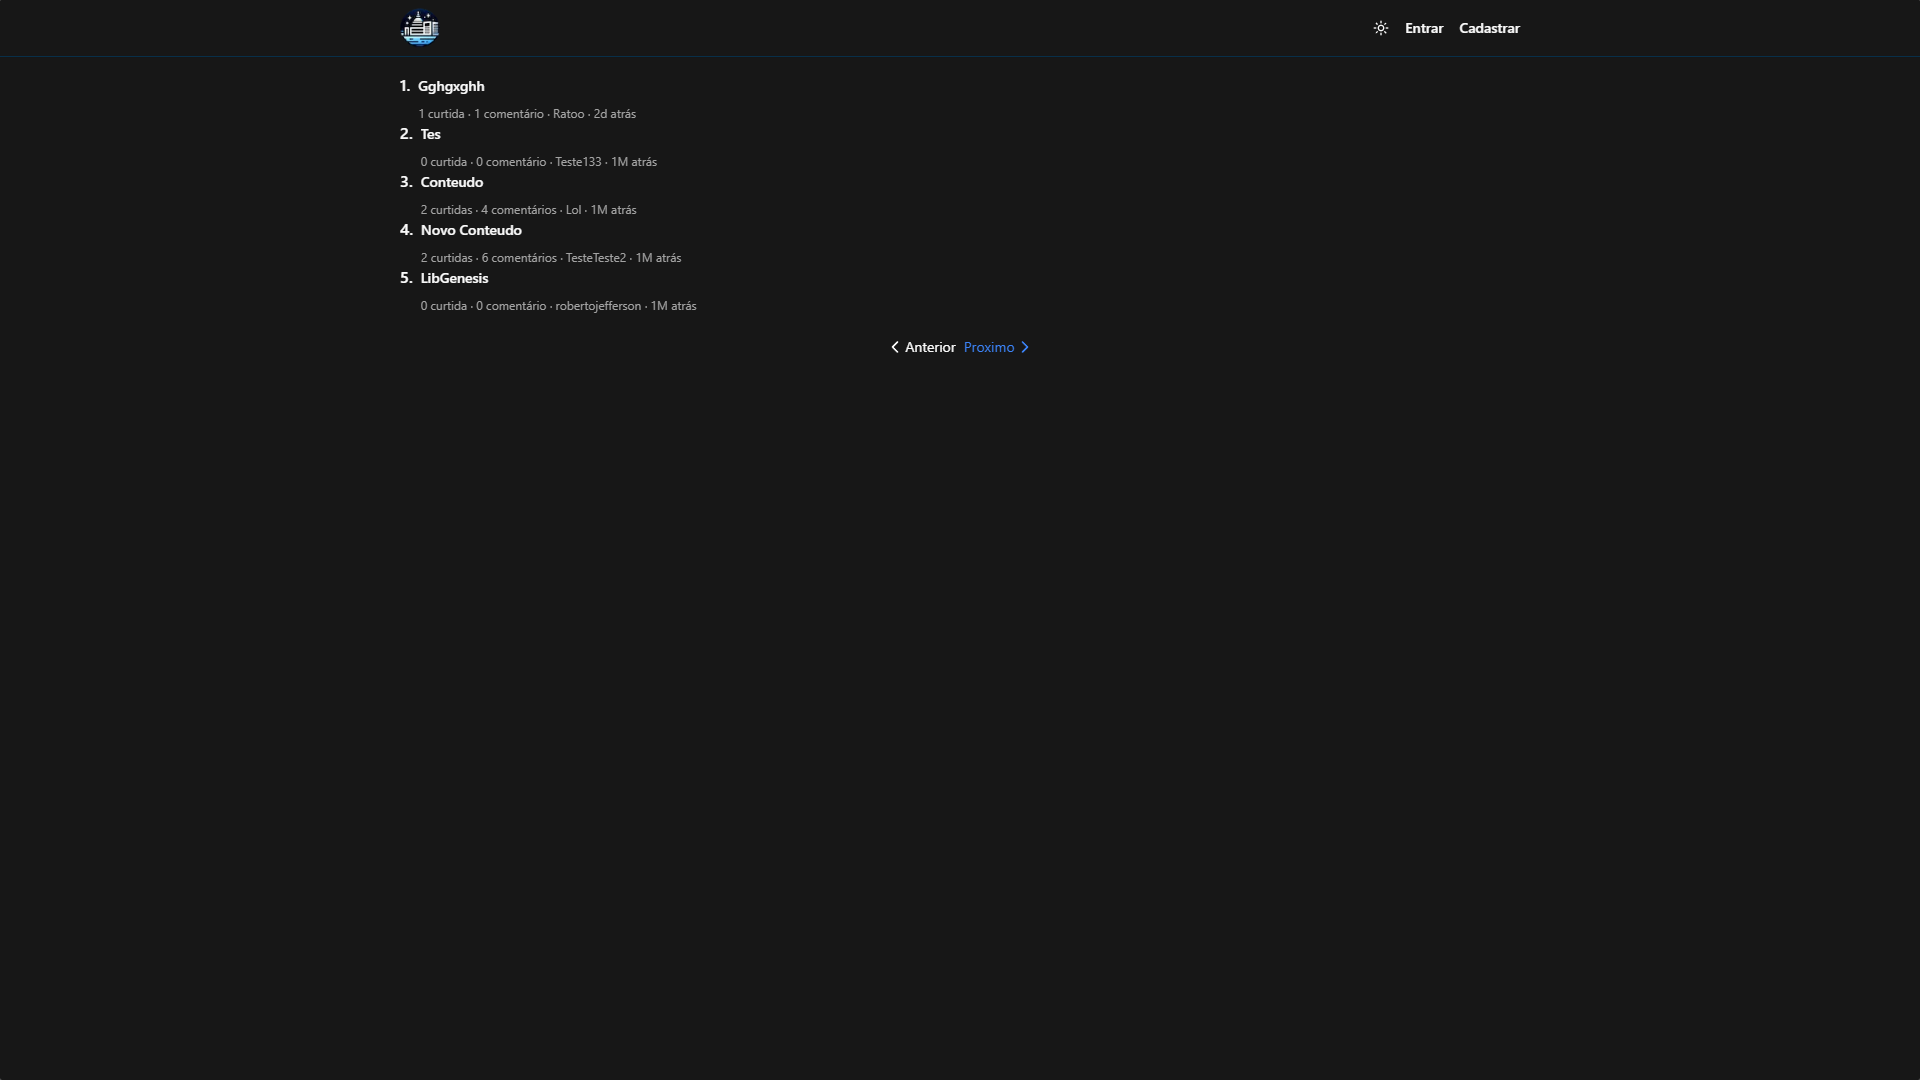 Entrar Cadastrar
1. Gghgxghh
1 curtida · 1 comentário · Ratoo · 2d atrás
2. Tes
0 curtida · 0 comentário · Teste133 · 1M atrás
3. Conteudo
2 curtidas · 4 comentários · Lol · 1M atrás
4. Novo Conteudo
2 curtidas · 6 comentários · TesteTeste2 · 1M atrás
5. LibGenesis
0 curtida · 0 comentário · robertojefferson · 1M atrás
Anterior Proximo